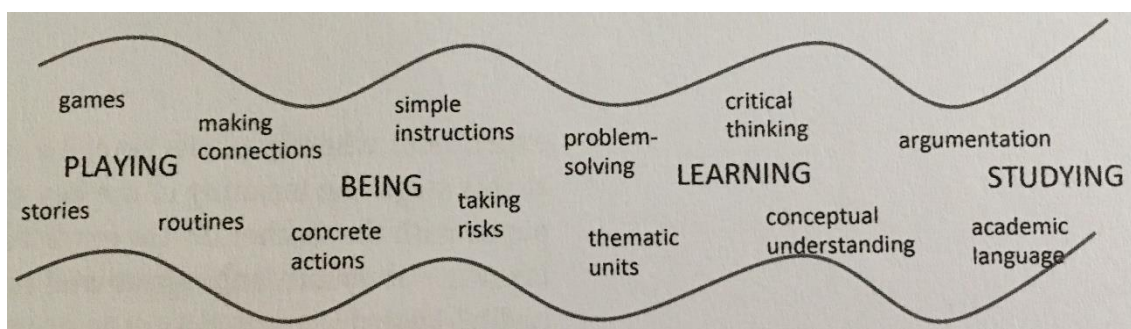 games
making
connections
PLAYING
stories
routines
simple
instructions
BEING
concrete
actions
taking
risks
problem-
solving
thematic
units
critical
thinking
LEARNING
conceptual
understanding
argumentation
STUDYING
academic
language